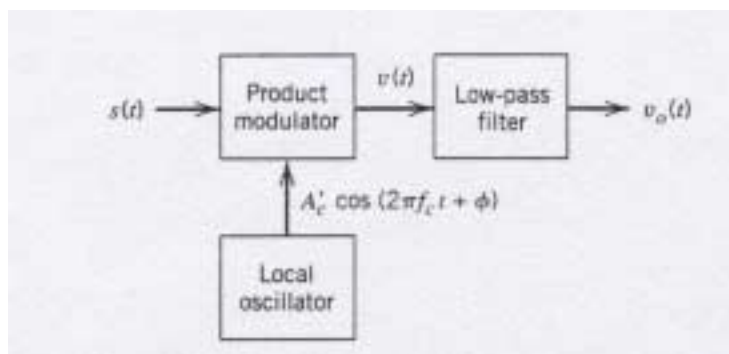 s(t)
Product
modulator
v(t)
Low-pass
filter
v_o(t)
A'_c cos (2πf_c t + φ)
Local
oscillator